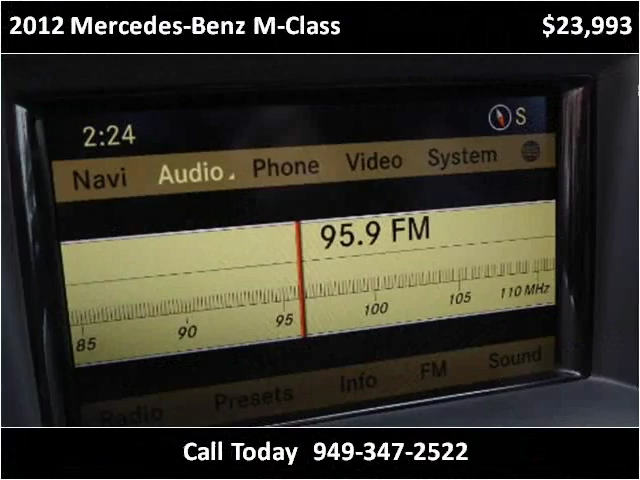 2012 Mercedes-Benz M-Class $23,993
2:24 S
Navi Audio Phone Video System
95.9 FM
85 90 95 100 105 110 MHz
Radio Presets Info FM Sound
Call Today 949-347-2522